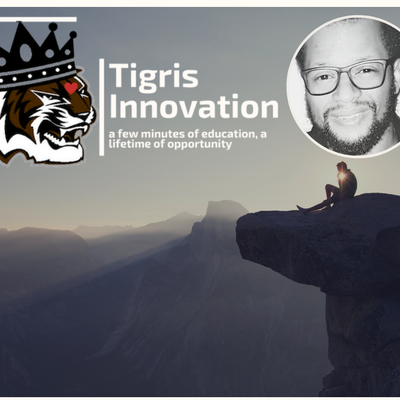 Tigris
Innovation
a few minutes of education, a
lifetime of opportunity